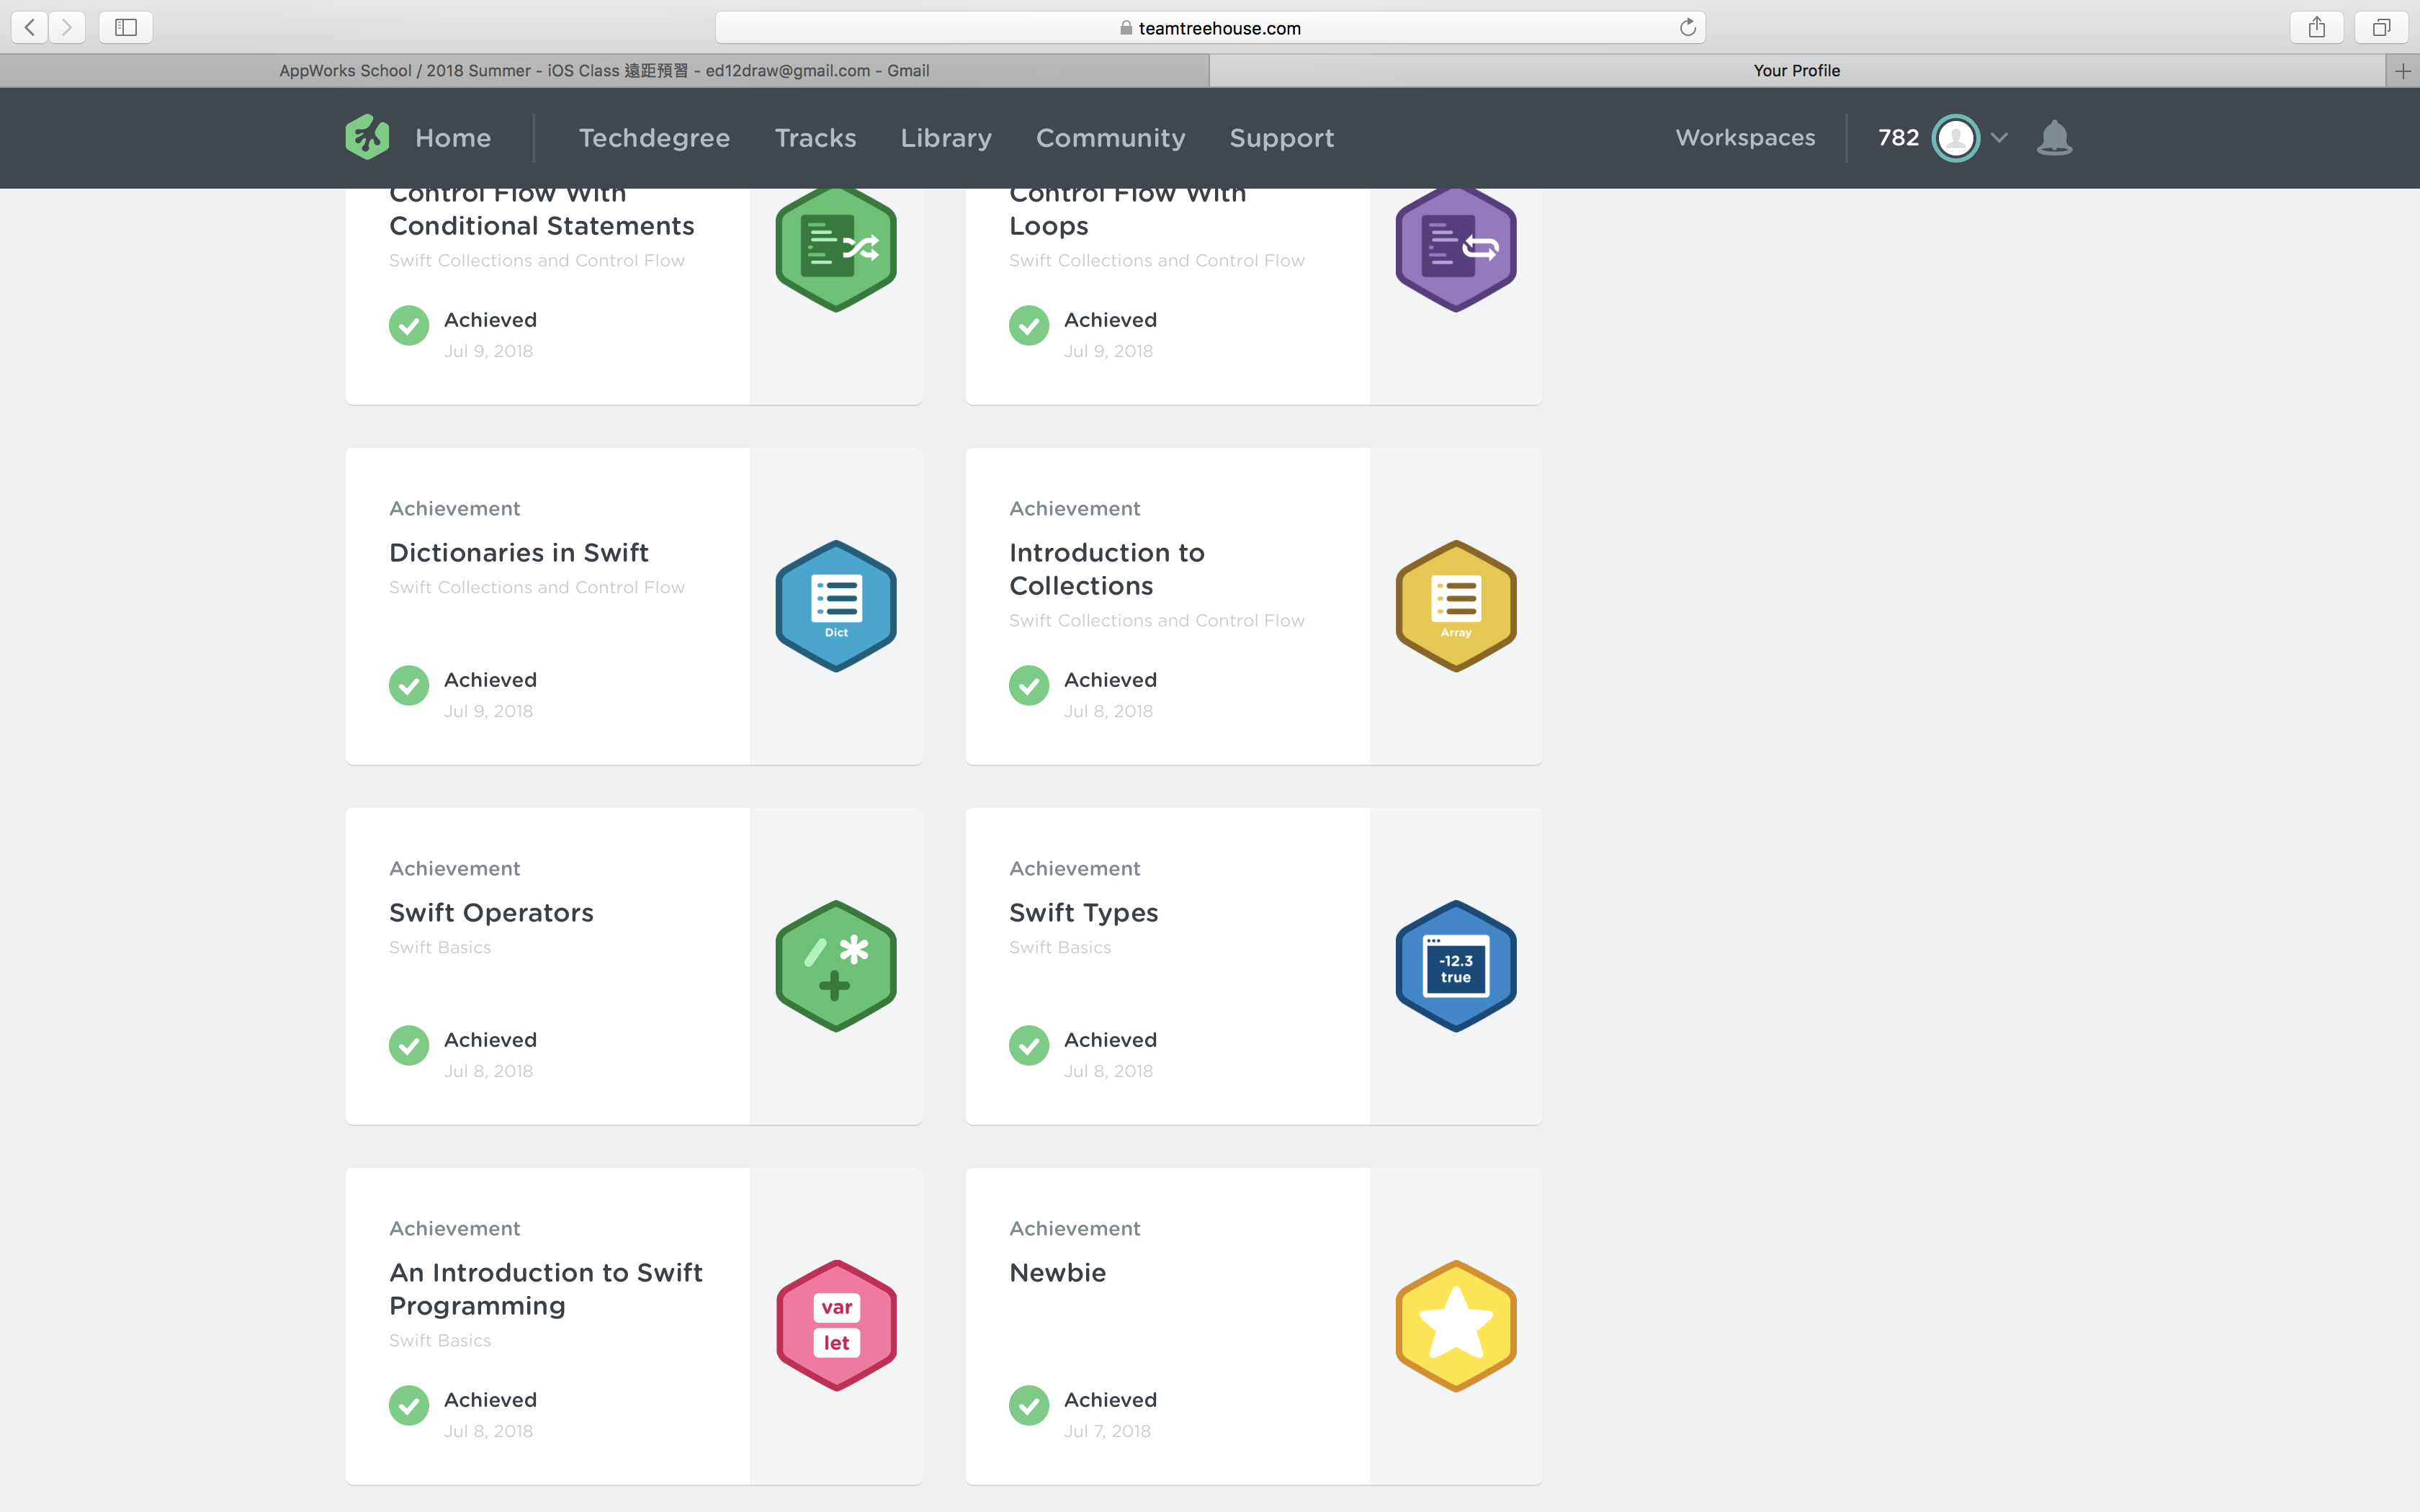 teamtreehouse.com
AppWorks School / 2018 Summer - iOS Class 遠距預習 - ed12draw@gmail.com - Gmail
Your Profile
Home
Techdegree
Tracks
Library
Community
Support
Workspaces
782
Control Flow With
Conditional Statements
Swift Collections and Control Flow
Achieved
Jul 9, 2018
Control Flow With
Loops
Swift Collections and Control Flow
Achieved
Jul 9, 2018
Achievement
Dictionaries in Swift
Swift Collections and Control Flow
Achieved
Jul 9, 2018
Dict
Achievement
Introduction to
Collections
Swift Collections and Control Flow
Achieved
Jul 8, 2018
Array
Achievement
Swift Operators
Swift Basics
Achieved
Jul 8, 2018
Achievement
Swift Types
Swift Basics
Achieved
Jul 8, 2018
-12.3
true
Achievement
An Introduction to Swift
Programming
Swift Basics
Achieved
Jul 8, 2018
var
let
Achievement
Newbie
Achieved
Jul 7, 2018